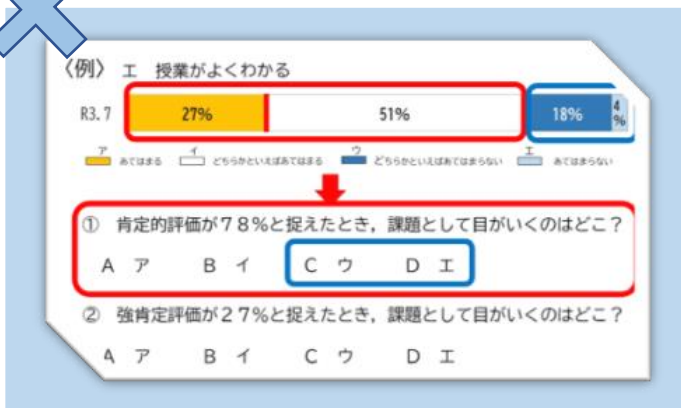 〈例〉 エ 授業がよくわかる
R3.7 27% 51% 18% 4%
ア あてはまる イ どちらかといえばあてはまる ウ どちらかといえばあてはまらない エ あてはまらない
① 肯定的評価が78%と捉えたとき,課題として目がいくのはどこ?
A ア B イ C ウ D エ
② 強肯定評価が27%と捉えたとき,課題として目がいくのはどこ?
A ア B イ C ウ D エ